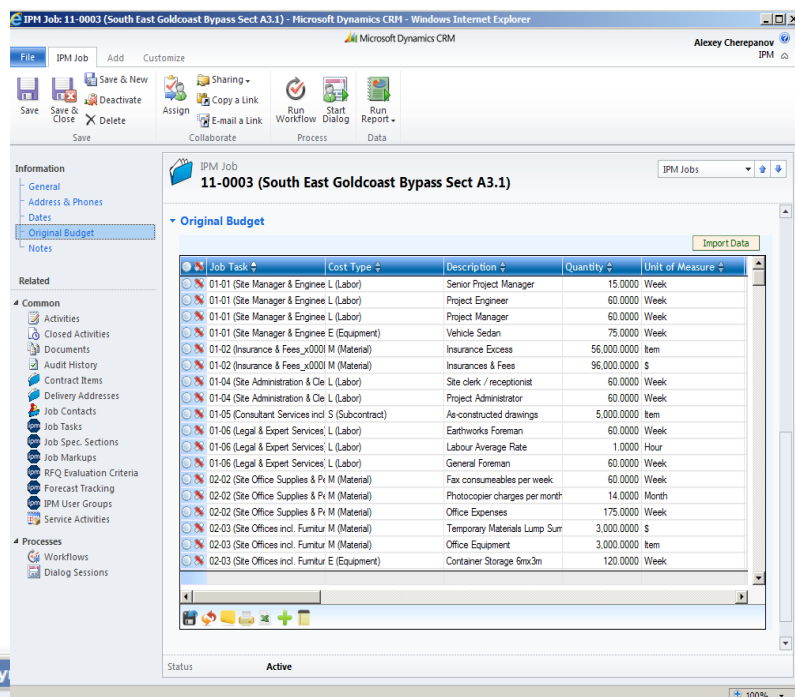 IPM Job: 11-0003 (South East Goldcoast Bypass Sect A3.1) - Microsoft Dynamics CRM - Windows Internet Explorer
Microsoft Dynamics CRM
Alexey Cherepanov
IPM
File IPM Job Add Customize
Save
Save & Close
Save & New
Deactivate
Delete
Save
Assign
Sharing
Copy a Link
E-mail a Link
Collaborate
Run Workflow
Start Dialog
Process
Run Report
Data
Information
General
Address & Phones
Dates
Original Budget
Notes
Related
Common
Activities
Closed Activities
Documents
Audit History
Contract Items
Delivery Addresses
Job Contacts
Job Tasks
Job Spec. Sections
Job Markups
RFQ Evaluation Criteria
Forecast Tracking
IPM User Groups
Service Activities
Processes
Workflows
Dialog Sessions
IPM Job
11-0003 (South East Goldcoast Bypass Sect A3.1)
IPM Jobs
Original Budget
Import Data
Job Task Cost Type Description Quantity Unit of Measure
01-01 (Site Manager & Enginee L (Labor) Senior Project Manager 15.0000 Week
01-01 (Site Manager & Enginee L (Labor) Project Engineer 60.0000 Week
01-01 (Site Manager & Enginee L (Labor) Project Manager 60.0000 Week
01-01 (Site Manager & Enginee E (Equipment) Vehicle Sedan 75.0000 Week
01-02 (Insurance & Fees_x000 M (Material) Insurance Excess 56,000.0000 Item
01-02 (Insurance & Fees_x000 M (Material) Insurances & Fees 96,000.0000 $
01-04 (Site Administration & Cle L (Labor) Site clerk / receptionist 60.0000 Week
01-04 (Site Administration & Cle L (Labor) Project Administrator 60.0000 Week
01-05 (Consultant Services incl S (Subcontract) As-constructed drawings 5,000.0000 Item
01-06 (Legal & Expert Services) L (Labor) Earthworks Foreman 60.0000 Week
01-06 (Legal & Expert Services) L (Labor) Labour Average Rate 1.0000 Hour
01-06 (Legal & Expert Services) L (Labor) General Foreman 60.0000 Week
02-02 (Site Office Supplies & Pe M (Material) Fax consumeables per week 60.0000 Week
02-02 (Site Office Supplies & Pe M (Material) Photocopier charges per month 14.0000 Month
02-02 (Site Office Supplies & Pe M (Material) Office Expenses 175.0000 Week
02-03 (Site Offices incl. Furnitur M (Material) Temporary Materials Lump Sum 3,000.0000 $
02-03 (Site Offices incl. Furnitur M (Material) Office Equipment 3,000.0000 Item
02-03 (Site Offices incl. Furnitur E (Equipment) Container Storage 6mx3m 120.0000 Week
Status Active
100%